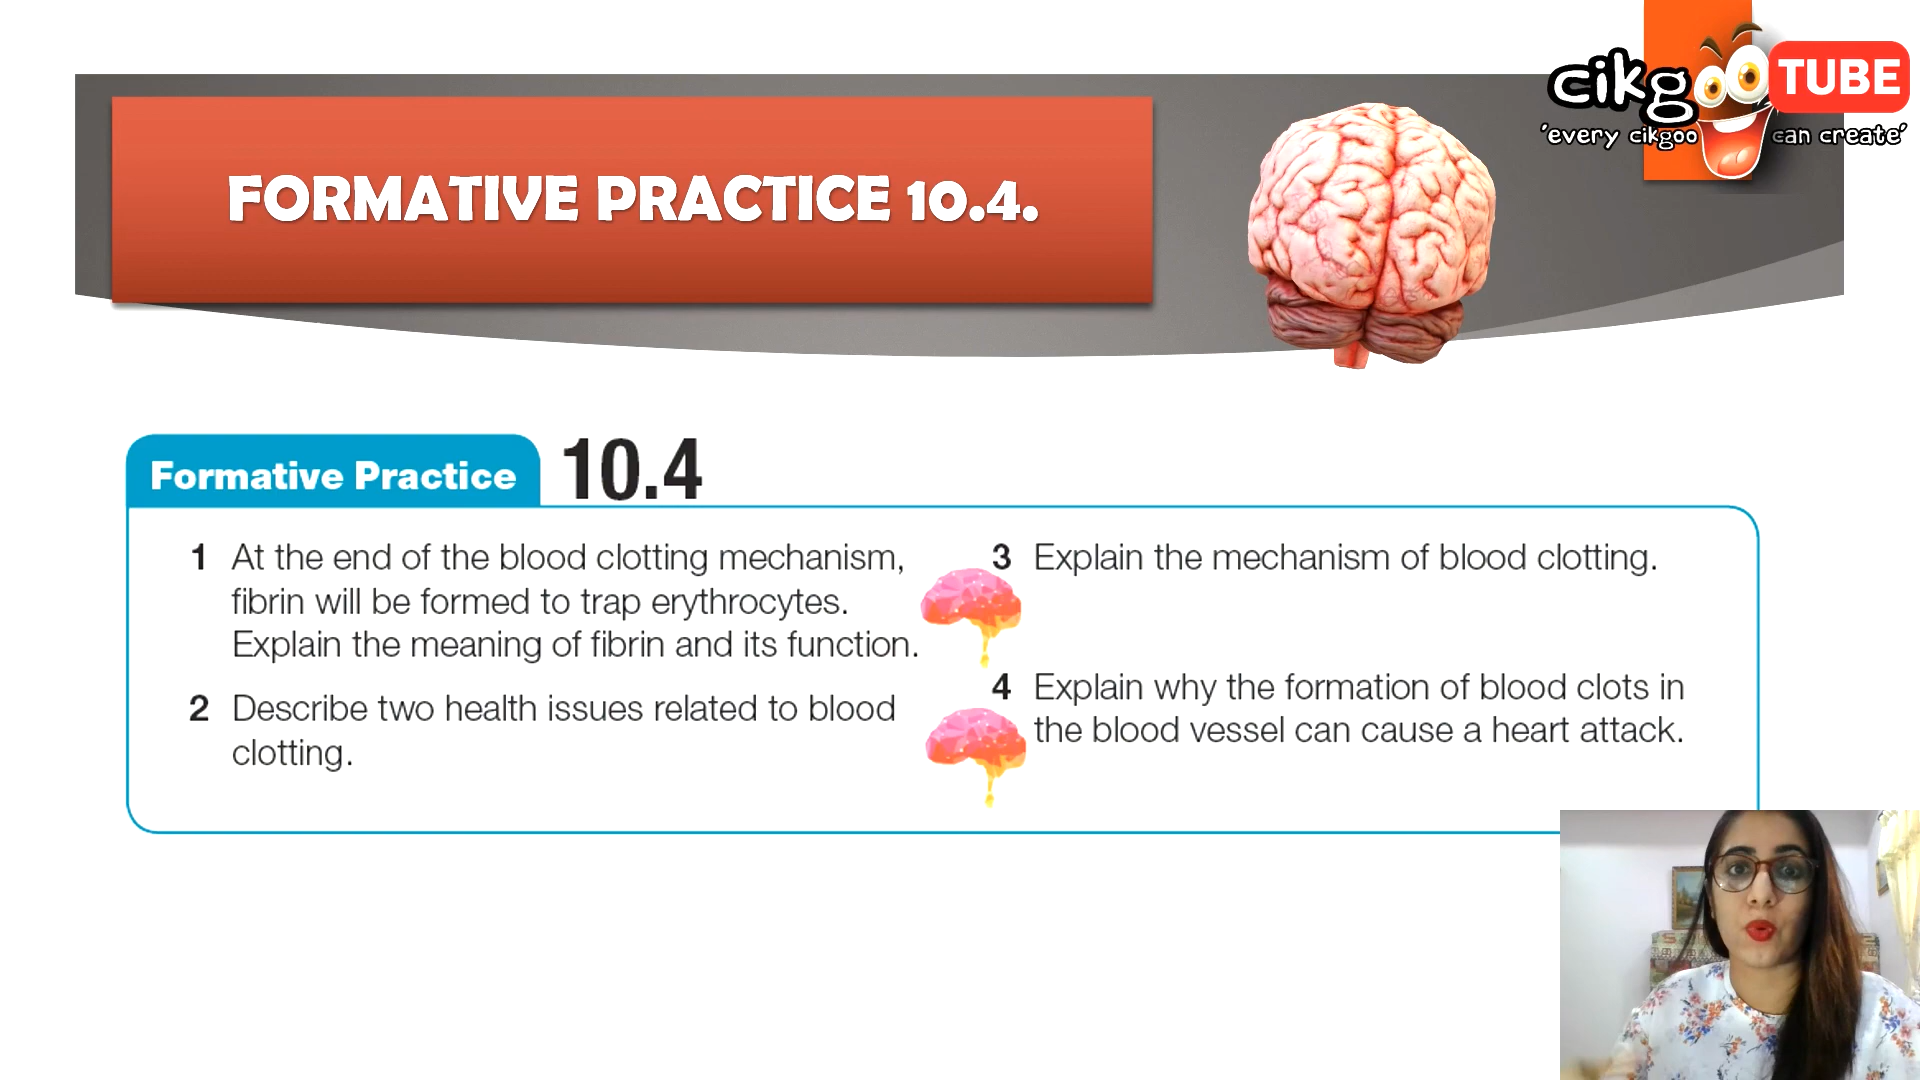 cikgoo TUBE
'every cikgoo can create'
FORMATIVE PRACTICE 10.4.
Formative Practice 10.4
1 At the end of the blood clotting mechanism,
fibrin will be formed to trap erythrocytes.
Explain the meaning of fibrin and its function.
2 Describe two health issues related to blood
clotting.
3 Explain the mechanism of blood clotting.
4 Explain why the formation of blood clots in
the blood vessel can cause a heart attack.